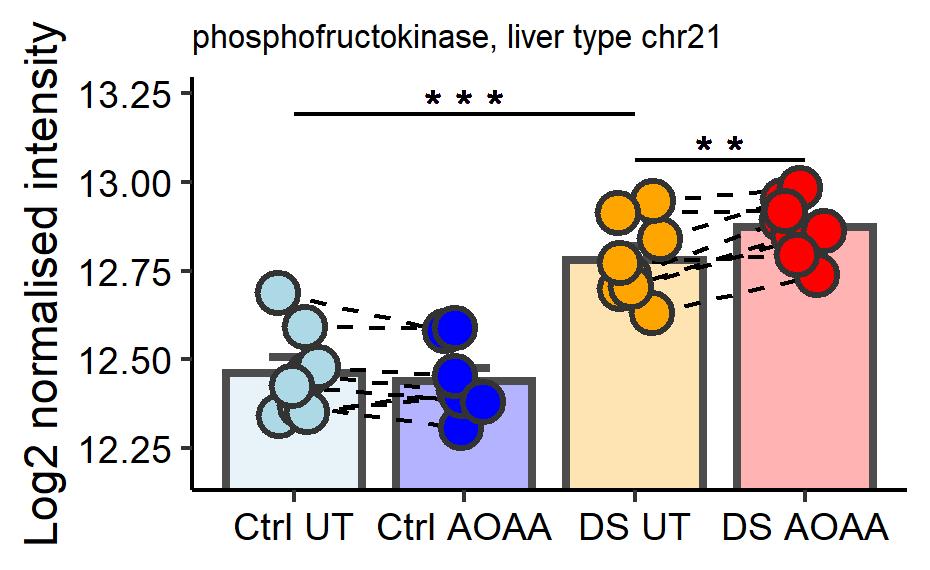 phosphofructokinase, liver type chr21
Log2 normalised intensity
13.25
13.00
12.75
12.50
12.25
* * *
* *
Ctrl UT Ctrl AOAA DS UT DS AOAA